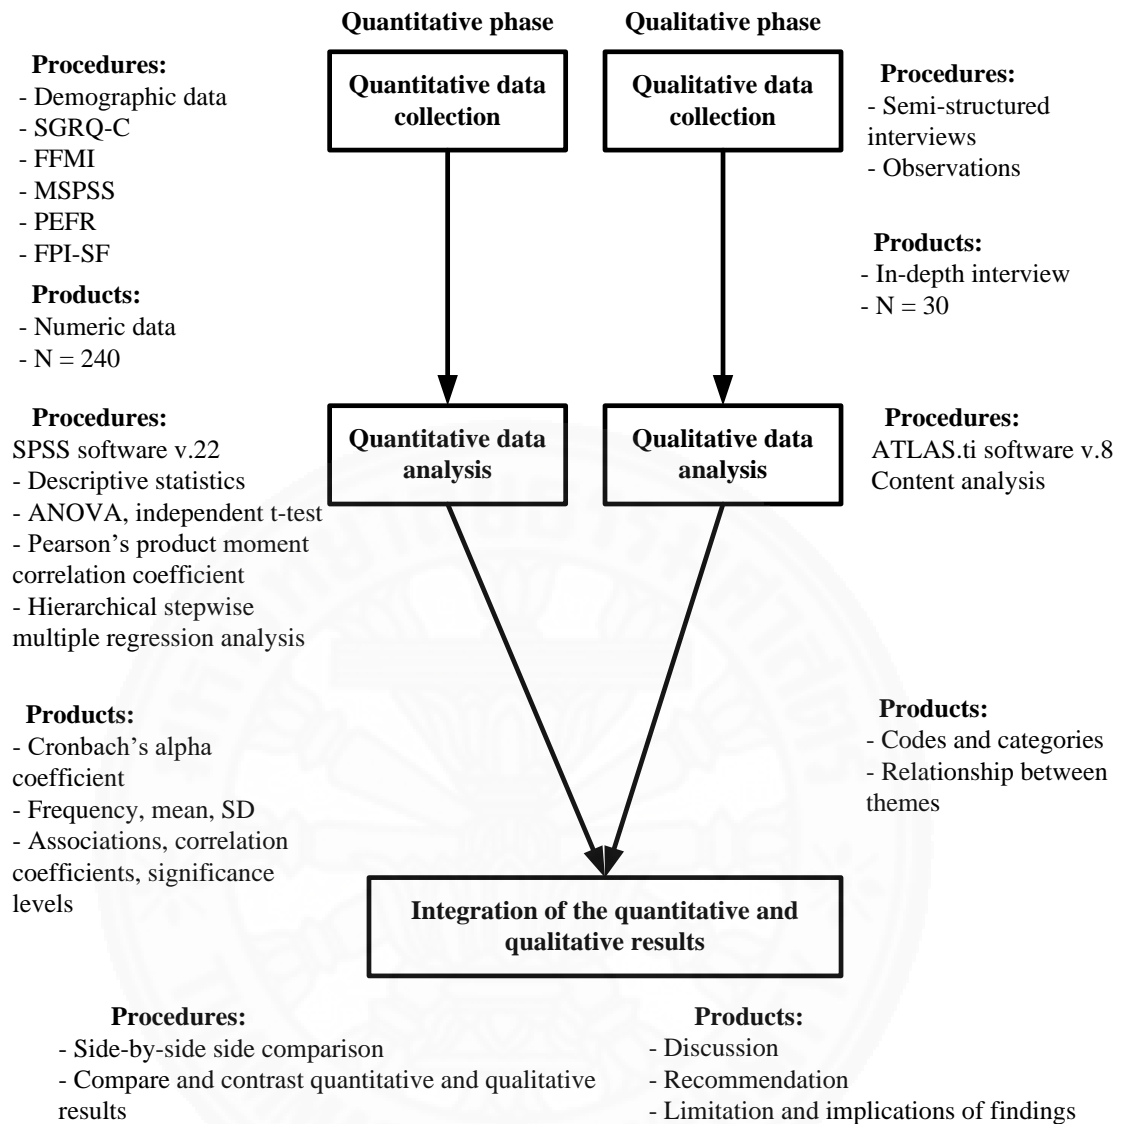 Quantitative phase
Qualitative phase
Procedures:
- Demographic data
- SGRQ-C
- FFMI
- MSPSS
- PEFR
- FPI-SF
Products:
- Numeric data
- N = 240
Quantitative data
collection
Qualitative data
collection
Procedures:
- Semi-structured
interviews
- Observations
Products:
- In-depth interview
- N = 30
Procedures:
SPSS software v.22
- Descriptive statistics
- ANOVA, independent t-test
- Pearson’s product moment
correlation coefficient
- Hierarchical stepwise
multiple regression analysis
Products:
- Cronbach’s alpha
coefficient
- Frequency, mean, SD
- Associations, correlation
coefficients, significance
levels
Quantitative data
analysis
Qualitative data
analysis
Procedures:
ATLAS.ti software v.8
Content analysis
Products:
- Codes and categories
- Relationship between
themes
Integration of the quantitative and
qualitative results
Procedures:
- Side-by-side side comparison
- Compare and contrast quantitative and qualitative
results
Products:
- Discussion
- Recommendation
- Limitation and implications of findings